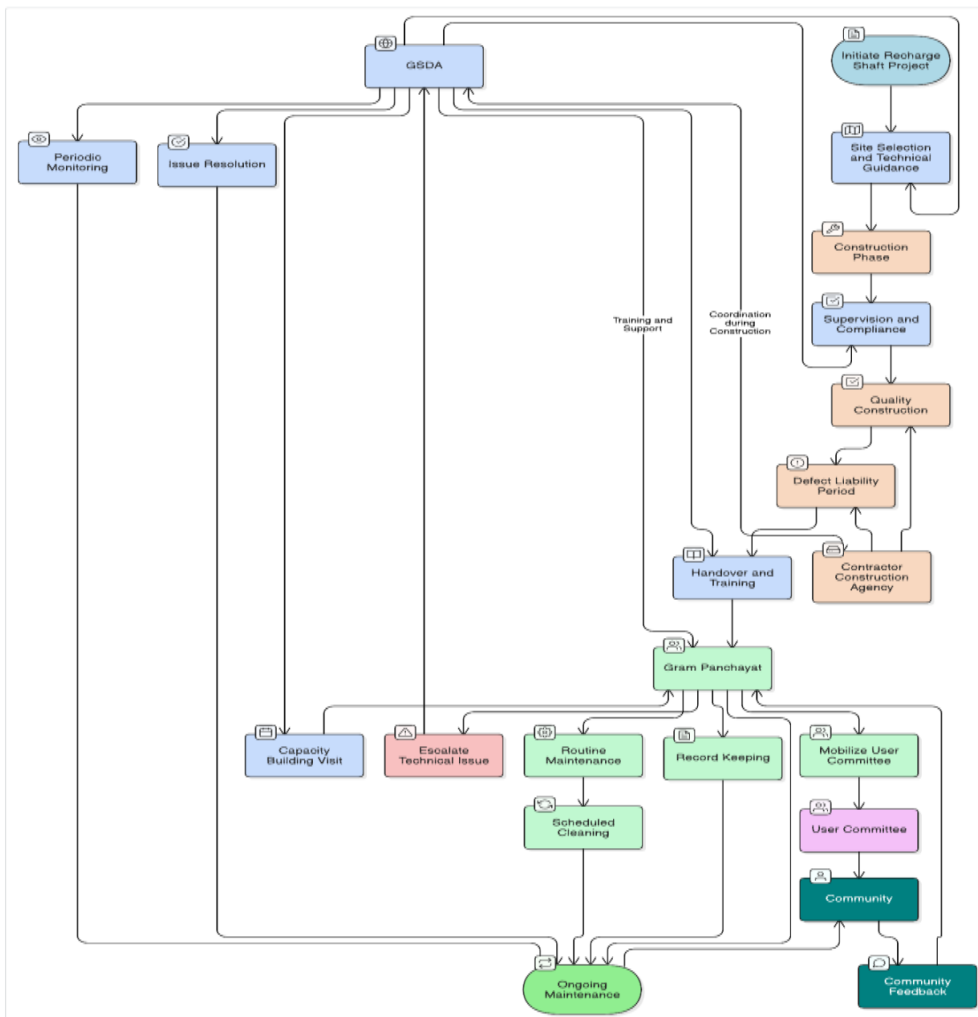 GSDA
Initiate Recharge
Shaft Project
Periodic
Monitoring
Issue Resolution
Site Selection
and Technical
Guidance
Construction
Phase
Training and
Support
Coordination
during
Construction
Supervision and
Compliance
Quality
Construction
Defect Liability
Period
Handover and
Training
Contractor
Construction
Agency
Gram Panchayat
Capacity
Building Visit
Escalate
Technical Issue
Routine
Maintenance
Record Keeping
Mobilize User
Committee
Scheduled
Cleaning
User Committee
Community
Ongoing
Maintenance
Community
Feedback